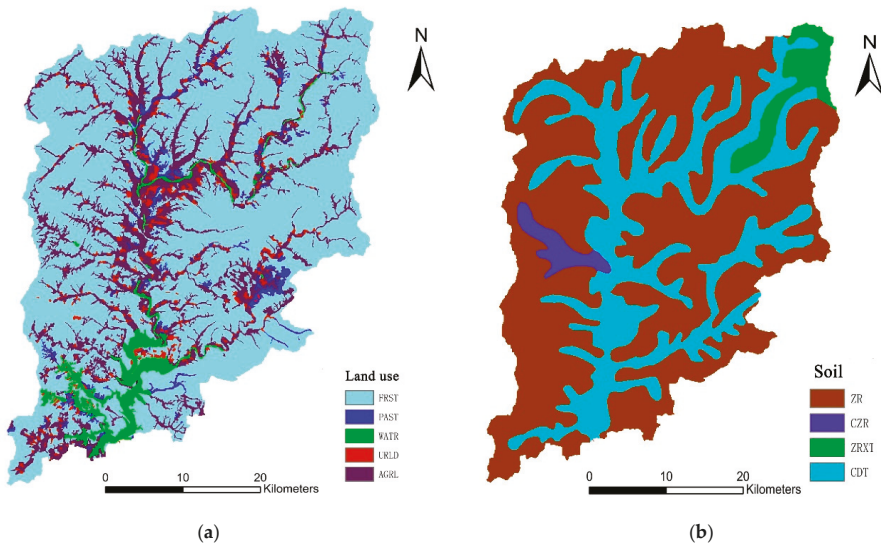 N
Land use
FRST
PAST
WATR
URLD
AGRL
0 10 20
Kilometers
(a)
N
Soil
ZR
CZR
ZRXT
CDT
0 10 20
Kilometers
(b)